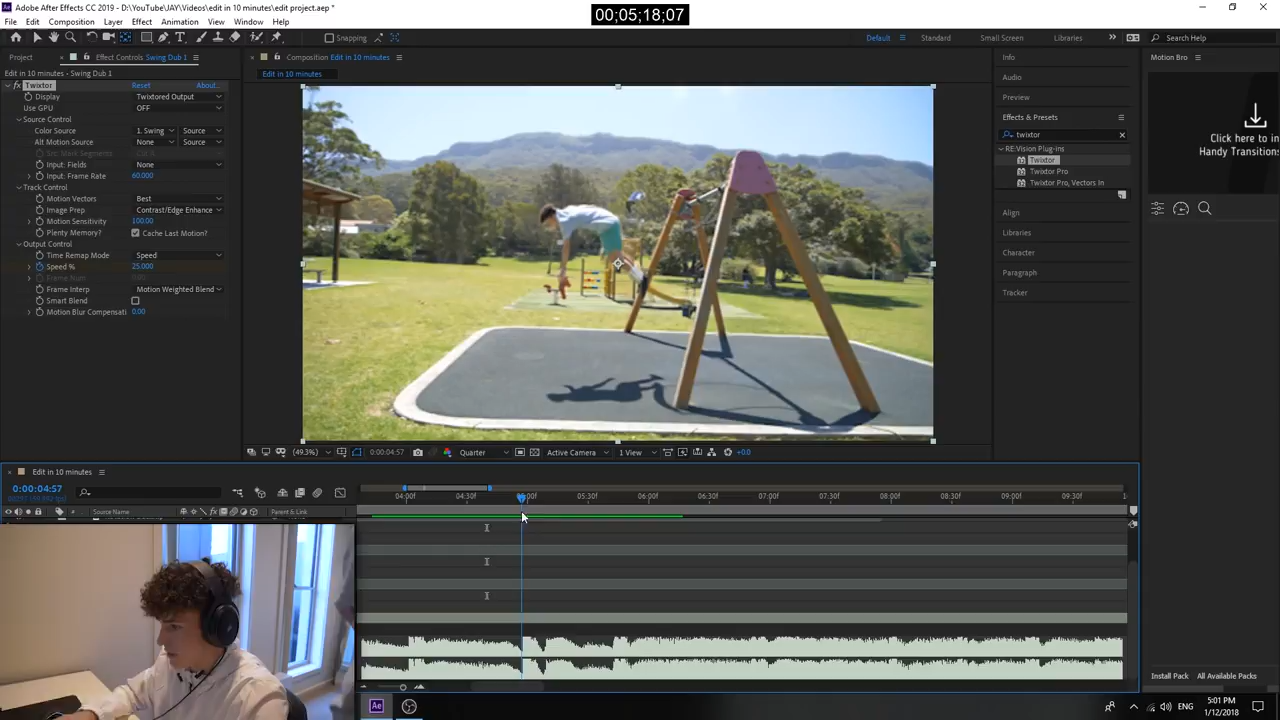 00;05;18;07
Adobe After Effects CC 2019 - D:\YouTube\JAY\Videos\edit in 10 minutes\edit project.aep *
File Edit Composition Layer Effect Animation View Window Help
Snapping
Default Standard Small Screen Libraries Search Help
Project Effect Controls Swing Dub 1
Composition Edit in 10 minutes
Info
Motion Bro
Edit in 10 minutes • Swing Dub 1
Edit in 10 minutes
Audio
Twixtor Reset About...
Display Twixtored Output
Preview
Use GPU OFF
Source Control
Effects & Presets
Color Source 1. Swing Source
twixtor
Click here to in
Alt Motion Source None Source
RE:Vision Plug-ins
Handy Transitions
Twixtor
Input: Fields None
Twixtor Pro
Input: Frame Rate 60.000
Twixtor Pro, Vectors In
Track Control
Motion Vectors Best
Image Prep Contrast/Edge Enhance
Align
Motion Sensitivity 100.00
Plenty Memory? Cache Last Motion?
Libraries
Output Control
Character
Time Remap Mode Speed
Speed % 25.000
Paragraph
Frame Interp Motion Weighted Blend
Tracker
Smart Blend
Motion Blur Compensati 0.00
(49.3%) 0:00:04:57 Quarter Active Camera 1 View +0.0
Edit in 10 minutes
0:00:04:57
04:00f 04:30f 05:30f 06:00f 06:30f 07:00f 07:30f 08:00f 08:30f 09:00f 09:30f
Source Name Parent & Link
Install Pack All Available Packs
Ae
ENG
5:01 PM
1/12/2018